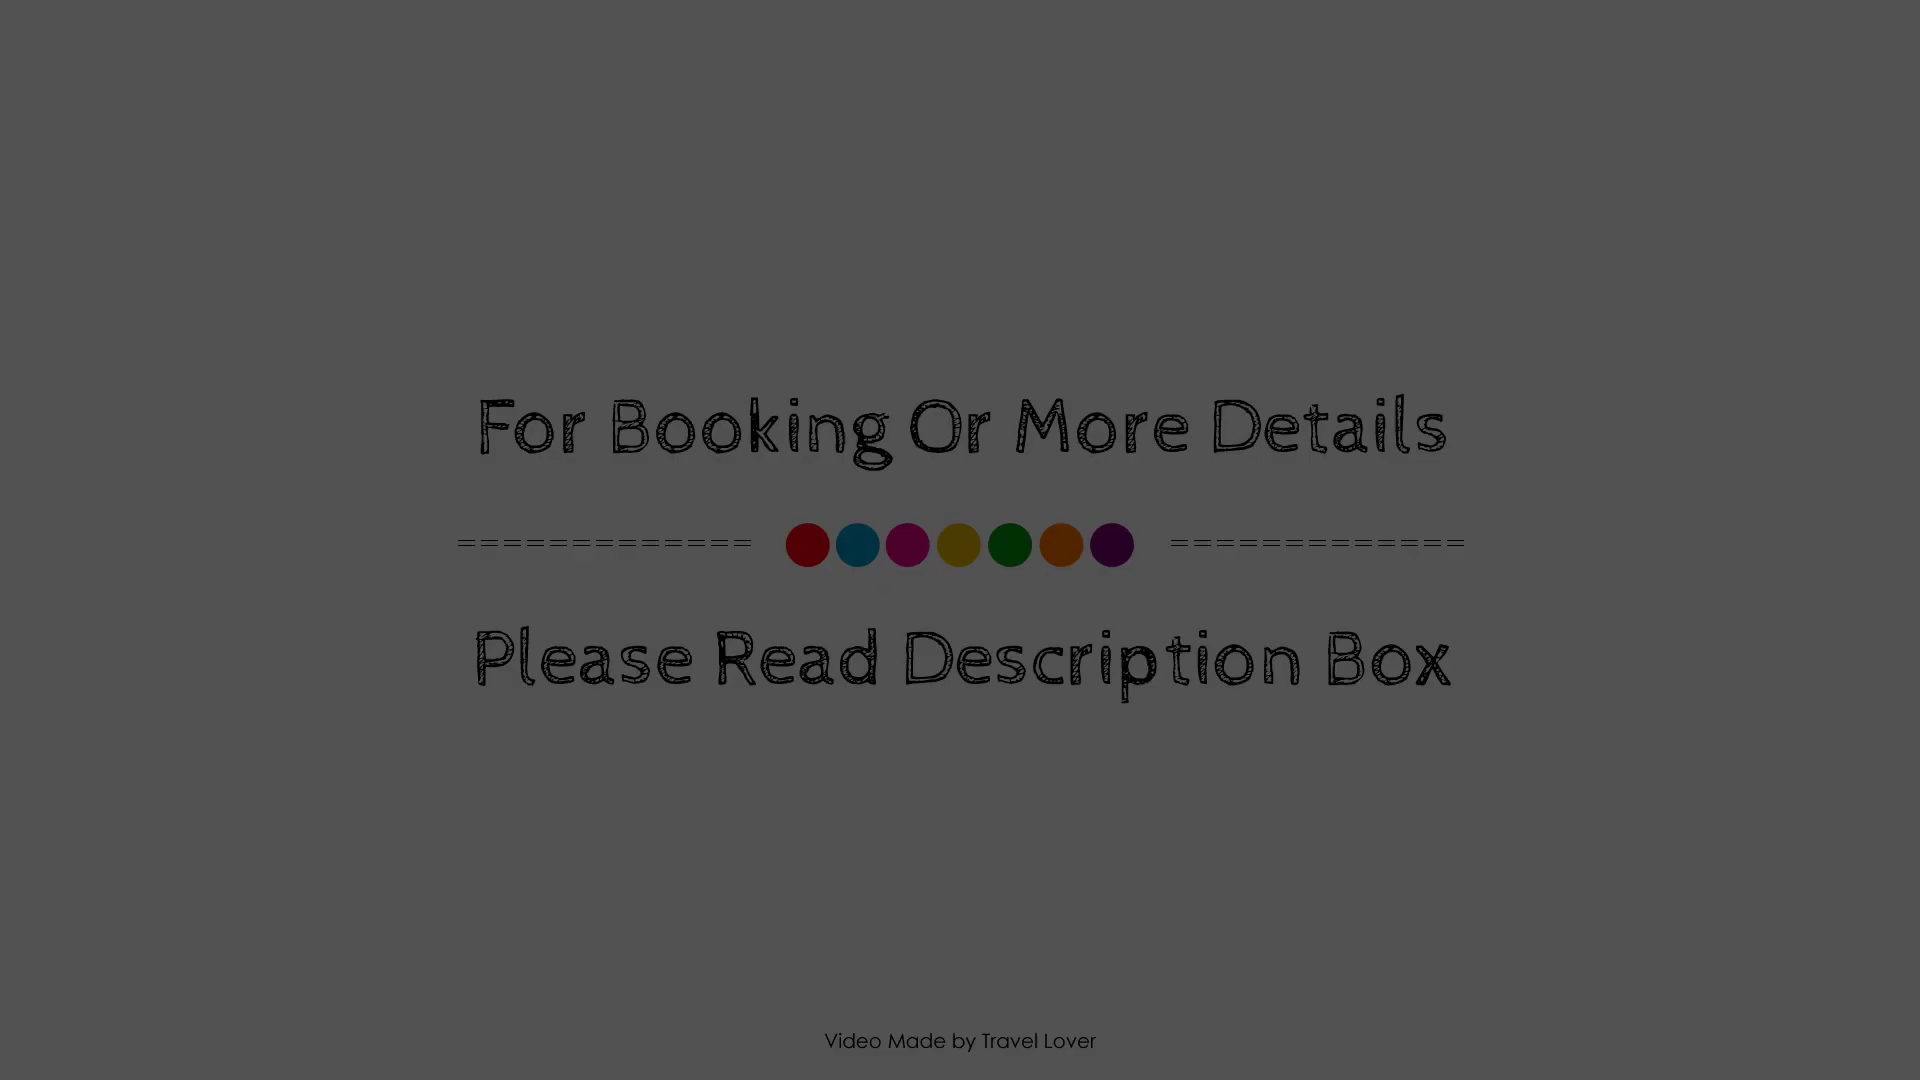 For Booking Or More Details
============= =============
Please Read Description Box
Video Made by Travel Lover